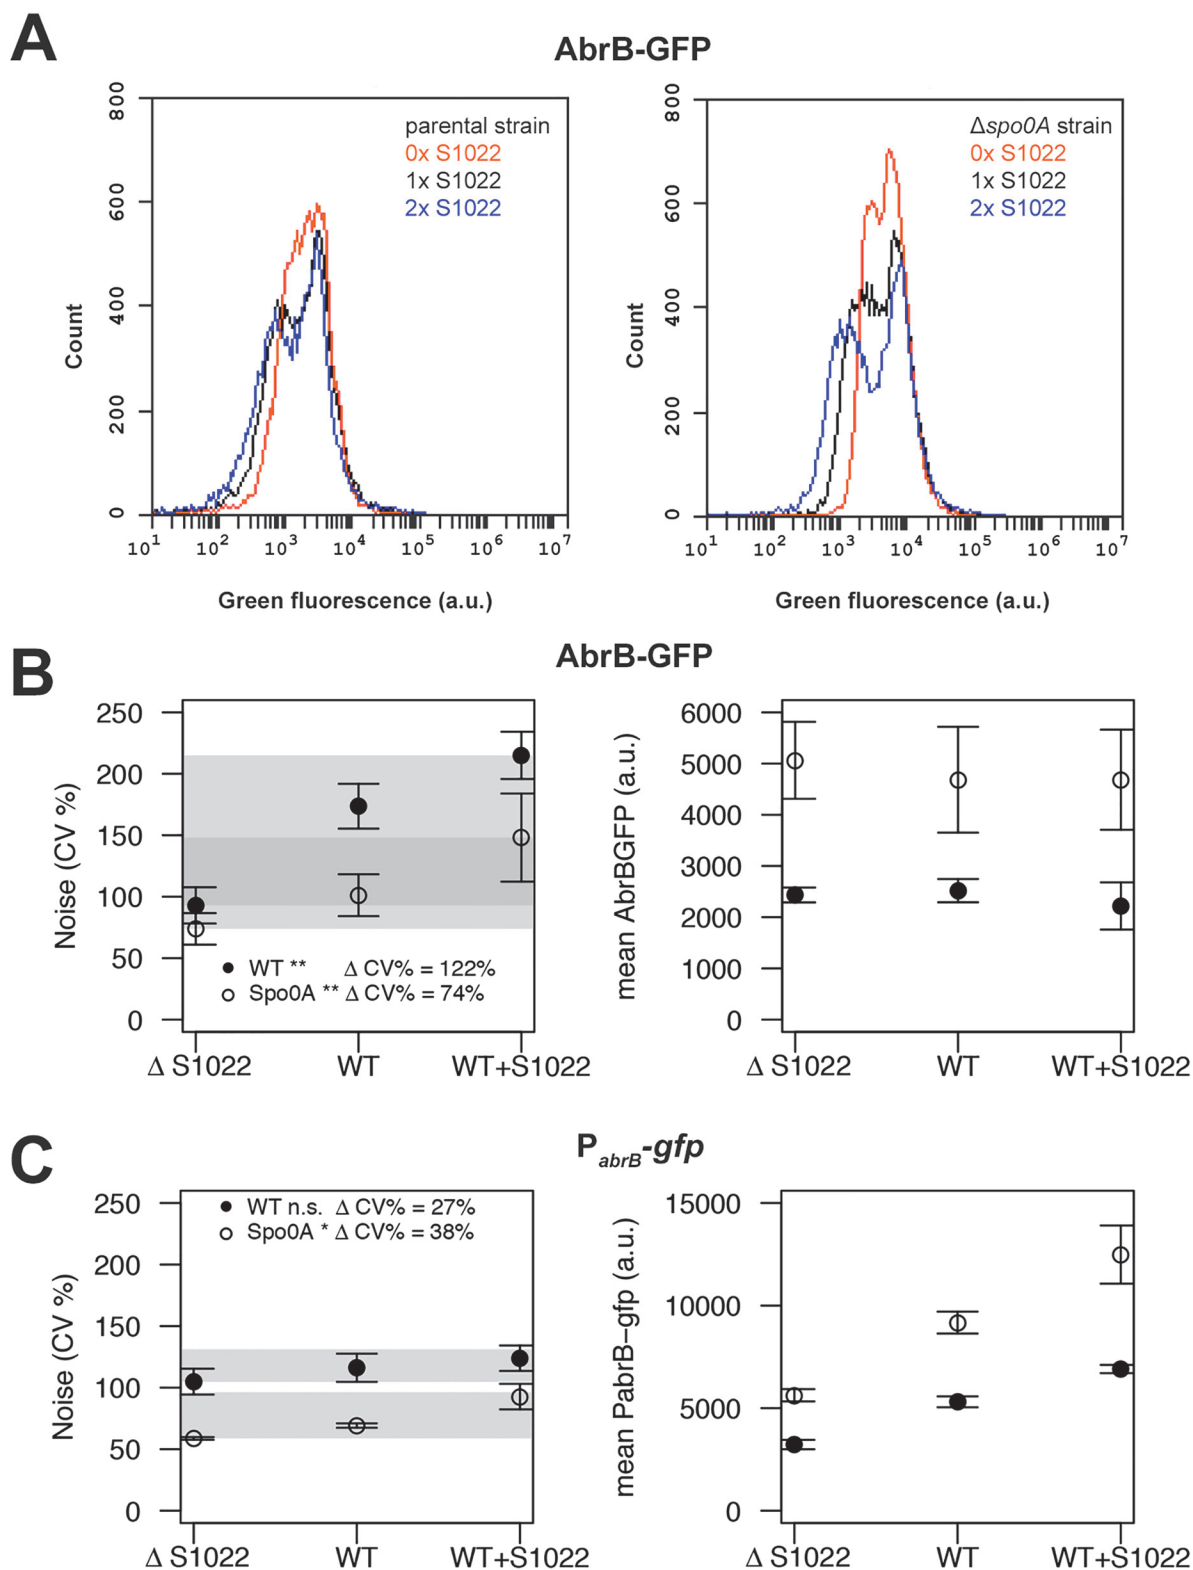 A
AbrB-GFP
800
600
400
200
0
Count
parental strain
0x S1022
1x S1022
2x S1022
10¹ 10² 10³ 10⁴ 10⁵ 10⁶ 10⁷
Green fluorescence (a.u.)
800
600
400
200
0
Count
Δspo0A strain
0x S1022
1x S1022
2x S1022
10¹ 10² 10³ 10⁴ 10⁵ 10⁶ 10⁷
Green fluorescence (a.u.)
B
AbrB-GFP
250
200
150
100
50
0
Noise (CV %)
WT ** Δ CV% = 122%
Spo0A ** Δ CV% = 74%
Δ S1022 WT WT+S1022
6000
5000
4000
3000
2000
1000
0
mean AbrBGFP (a.u.)
Δ S1022 WT WT+S1022
C
PabrB-gfp
250
200
150
100
50
0
Noise (CV %)
WT n.s. Δ CV% = 27%
Spo0A * Δ CV% = 38%
Δ S1022 WT WT+S1022
15000
10000
5000
0
mean PabrB–gfp (a.u.)
Δ S1022 WT WT+S1022